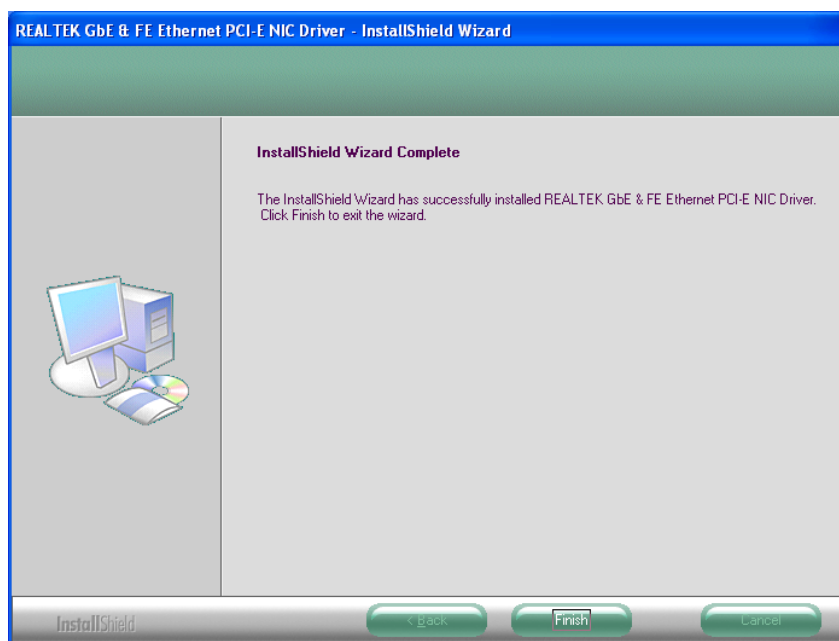 REALTEK GbE & FE Ethernet PCI-E NIC Driver - InstallShield Wizard
InstallShield Wizard Complete
The InstallShield Wizard has successfully installed REALTEK GbE & FE Ethernet PCI-E NIC Driver.
Click Finish to exit the wizard.
InstallShield
< Back
Finish
Cancel